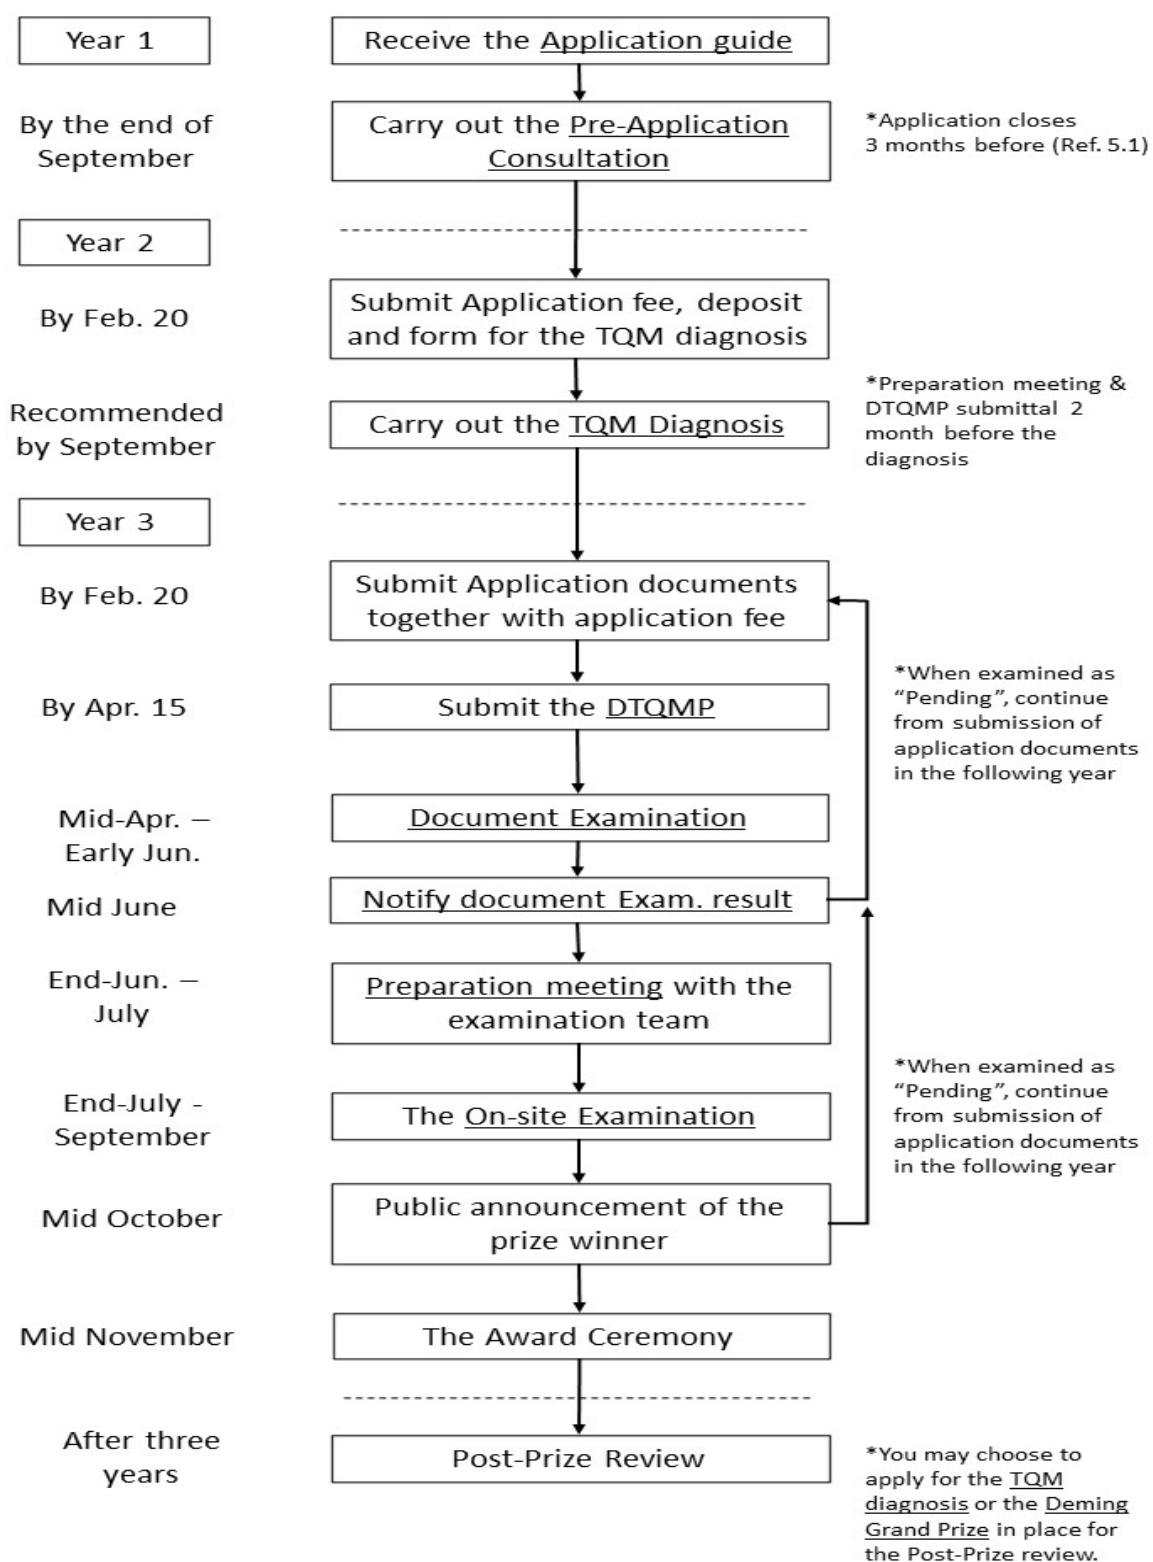 Year 1
Receive the Application guide
By the end of
September
Carry out the Pre-Application
Consultation
*Application closes
3 months before (Ref. 5.1)
Year 2
By Feb. 20
Submit Application fee, deposit
and form for the TQM diagnosis
Recommended
by September
Carry out the TQM Diagnosis
*Preparation meeting &
DTQMP submittal 2
month before the
diagnosis
Year 3
By Feb. 20
Submit Application documents
together with application fee
*When examined as
“Pending”, continue
from submission of
application documents
in the following year
By Apr. 15
Submit the DTQMP
Mid-Apr. –
Early Jun.
Document Examination
Mid June
Notify document Exam. result
End-Jun. –
July
Preparation meeting with the
examination team
End-July -
September
The On-site Examination
*When examined as
“Pending”, continue
from submission of
application documents
in the following year
Mid October
Public announcement of the
prize winner
Mid November
The Award Ceremony
After three
years
Post-Prize Review
*You may choose to
apply for the TQM
diagnosis or the Deming
Grand Prize in place for
the Post-Prize review.